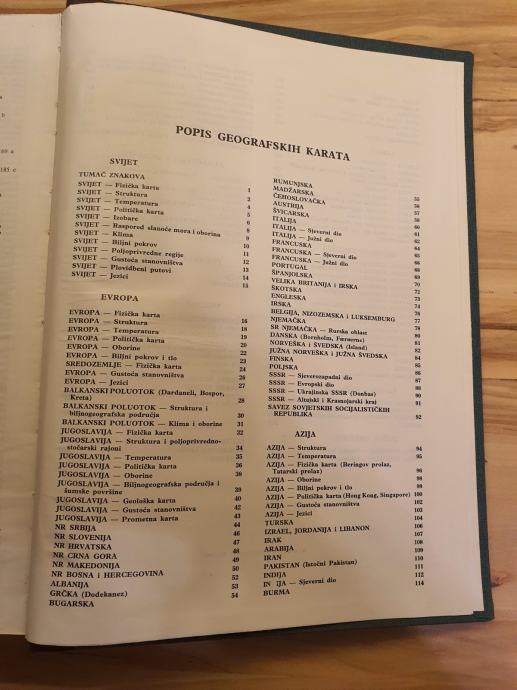 b
69 a
185 c
POPIS GEOGRAFSKIH KARATA
SVIJET
TUMAČ ZNAKOVA 1
SVIJET — Fizička karta 2
SVIJET — Struktura 4
SVIJET — Temperatura 5
SVIJET — Politička karta 6
SVIJET — Izobare 8
SVIJET — Raspored slanoće mora i oborina 9
SVIJET — Klima 10
SVIJET — Biljni pokrov 11
SVIJET — Poljoprivredne regije 12
SVIJET — Gustoća stanovništva 13
SVIJET — Plovidbeni putovi 14
SVIJET — Jezici 15
EVROPA
EVROPA — Fizička karta 16
EVROPA — Struktura 18
EVROPA — Temperatura 19
EVROPA — Politička karta 20
EVROPA — Oborine 22
EVROPA — Biljni pokrov i tlo 23
SREDOZEMLJE — Fizička karta 24
EVROPA — Gustoća stanovništva 26
EVROPA — Jezici 27
BALKANSKI POLUOTOK (Dardaneli, Bospor,
Kreta) 28
BALKANSKI POLUOTOK — Struktura i
biljnogeografska područja 30
BALKANSKI POLUOTOK — Klima i oborine 31
JUGOSLAVIJA — Fizička karta 32
JUGOSLAVIJA — Struktura i poljoprivredno-
stočarski rajoni 34
JUGOSLAVIJA — Temperatura 35
JUGOSLAVIJA — Politička karta 36
JUGOSLAVIJA — Oborine 38
JUGOSLAVIJA — Biljnogeografska područja i
šumske površine 39
JUGOSLAVIJA — Geološka karta 40
JUGOSLAVIJA — Gustoća stanovništva 42
JUGOSLAVIJA — Prometna karta 43
NR SRBIJA 44
NR SLOVENIJA 46
NR HRVATSKA 47
NR CRNA GORA 48
NR MAKEDONIJA 49
NR BOSNA i HERCEGOVINA 50
ALBANIJA 52
GRČKA (Dodekanez) 53
BUGARSKA 54
RUMUNJSKA 55
MADŽARSKA 56
ČEHOSLOVAČKA 57
AUSTRIJA 58
ŠVICARSKA 60
ITALIJA 61
ITALIJA — Sjeverni dio 62
ITALIJA — Južni dio 64
FRANCUSKA 65
FRANCUSKA — Sjeverni dio 66
FRANCUSKA — Južni dio 68
PORTUGAL 69
ŠPANJOLSKA 70
VELIKA BRITANIJA i IRSKA 72
ŠKOTSKA 73
ENGLESKA 74
IRSKA 76
BELGIJA, NIZOZEMSKA i LUKSEMBURG 77
NJEMAČKA 78
SR NJEMAČKA — Rurska oblast 79
DANSKA (Bornholm, Færoerne) 80
NORVEŠKA i ŠVEDSKA (Island) 82
JUŽNA NORVEŠKA i JUŽNA ŠVEDSKA 84
FINSKA 85
POLJSKA 86
SSSR — Sjeverozapadni dio 87
SSSR — Evropski dio 88
SSSR — Ukrajinska SSSR (Donbas) 89
SSSR — Altajski i Krasnojarski kraj 90
SAVEZ SOVJETSKIH SOCIJALISTIČKIH
REPUBLIKA 92
AZIJA
AZIJA — Struktura 94
AZIJA — Temperatura 95
AZIJA — Fizička karta (Beringov prolaz,
Tatarski prolaz) 96
AZIJA — Oborine 98
AZIJA — Biljni pokrov i tlo 99
AZIJA — Politička karta (Hong Kong, Singapore) 100
AZIJA — Gustoća stanovništva 102
AZIJA — Jezici 103
TURSKA 104
IZRAEL, JORDANIJA i LIBANON 106
IRAK 107
ARABIJA 108
IRAN 109
PAKISTAN (Istočni Pakistan) 110
INDIJA 111
IN IJA — Sjeverni dio 112
BURMA 114